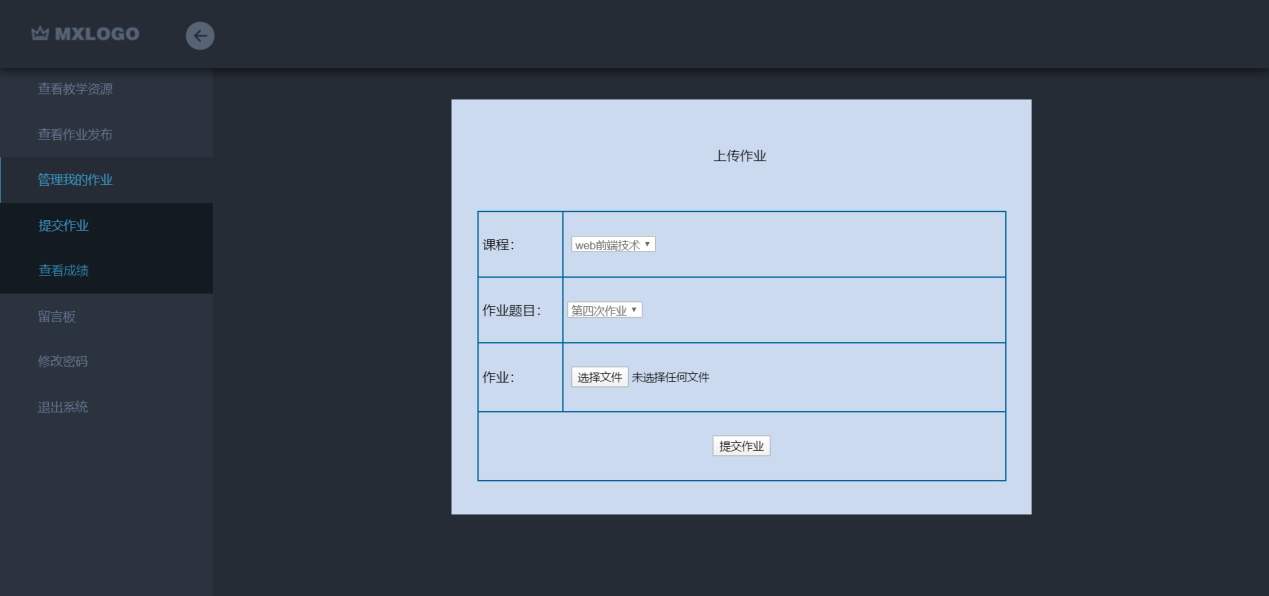 MXLOGO
查看教学资源
查看作业发布
管理我的作业
提交作业
查看成绩
留言板
修改密码
退出系统
上传作业
课程： web前端技术
作业题目： 第四次作业
作业： 选择文件 未选择任何文件
提交作业